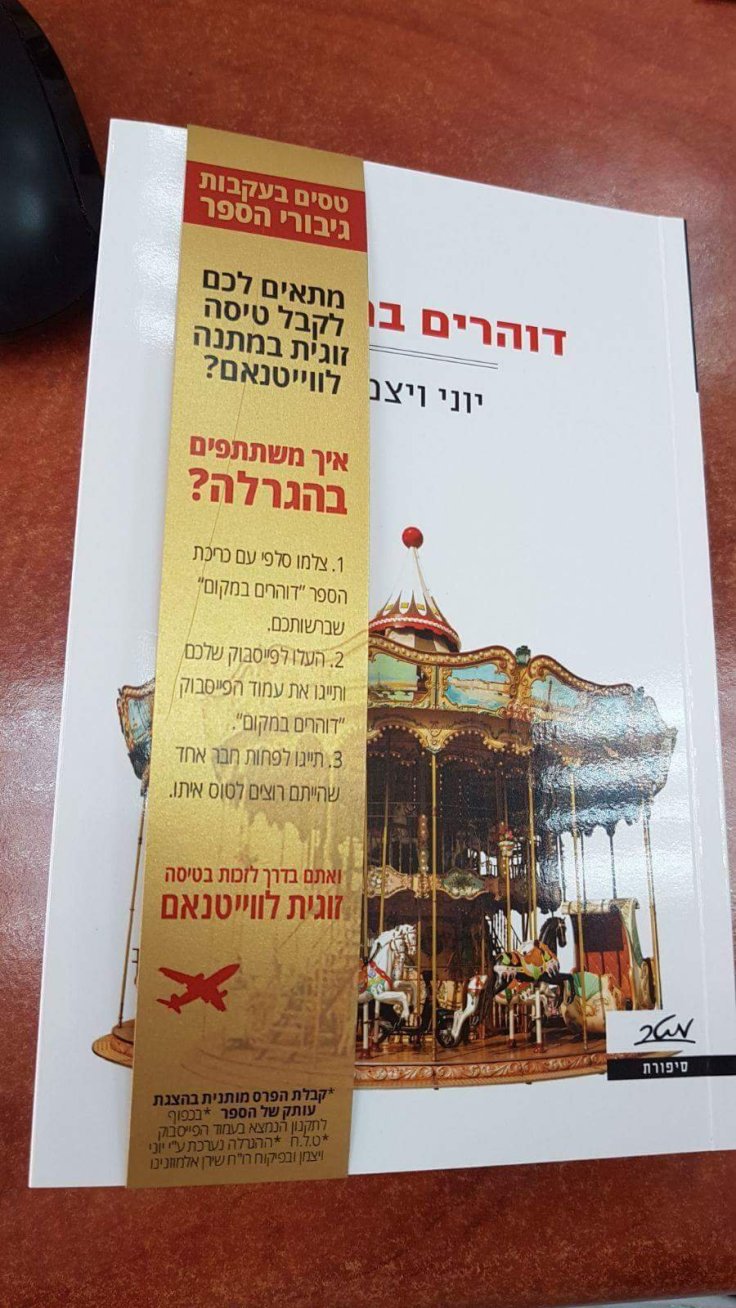 טסים בעקבות
גיבורי הספר
מתאים לכם
לקבל טיסה
זוגית במתנה
לווייטנאם?
איך משתתפים
בהגרלה?
1. צלמו סלפי עם כריכת
הספר "דוהרים במקום"
שברשותכם.
2. העלו לפייסבוק שלכם
ותייגו את עמוד הפייסבוק
"דוהרים במקום".
3. תייגו לפחות חבר אחד
שהייתם רוצים לטוס איתו.
ואתם בדרך לזכות בטיסה
זוגית לווייטנאם
*קבלת הפרס מותנית בהצגת
עותק של הספר *בכפוף
לתקנון הנמצא בעמוד הפייסבוק
*ט.ל.ח *ההגרלה נערכת ע"י יוני
ויצמן ובפיקוח רו"ח שירן אלמוזנינו
דוהרים במ
יוני ויצמ
מטר
סיפורת